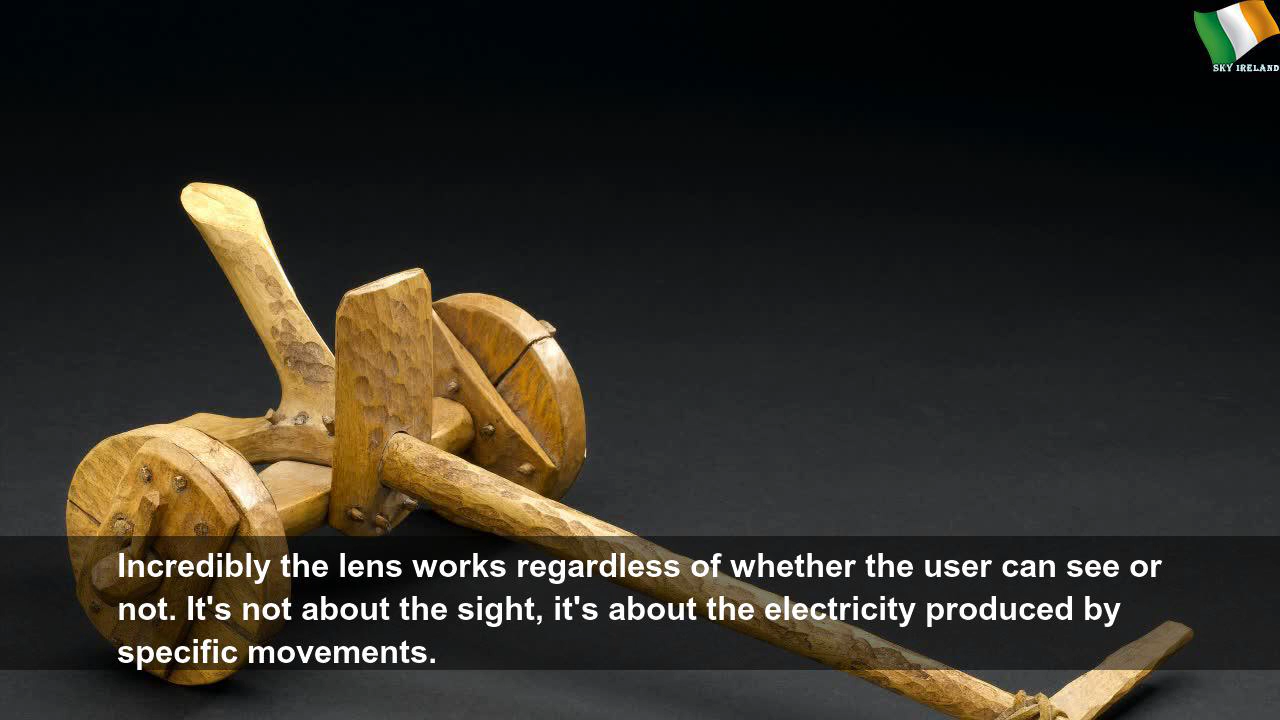 SKY IRELAND
Incredibly the lens works regardless of whether the user can see or
not. It's not about the sight, it's about the electricity produced by
specific movements.